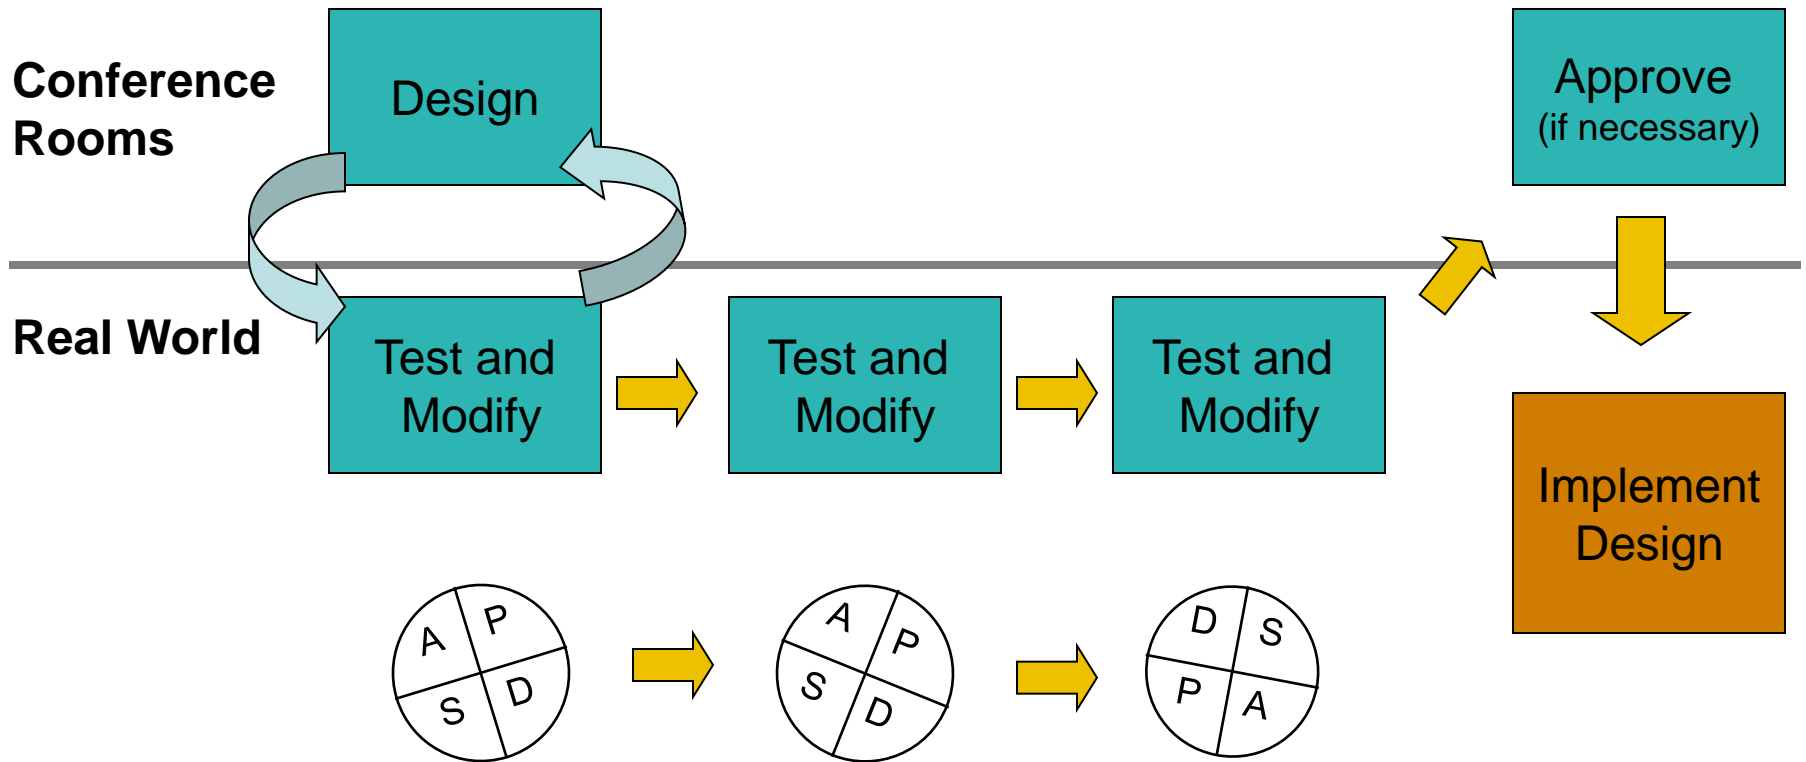 Conference
Rooms
Design
Approve
(if necessary)
Real World
Test and
Modify
Test and
Modify
Test and
Modify
Implement
Design
A P
S D
A P
S D
D S
P A